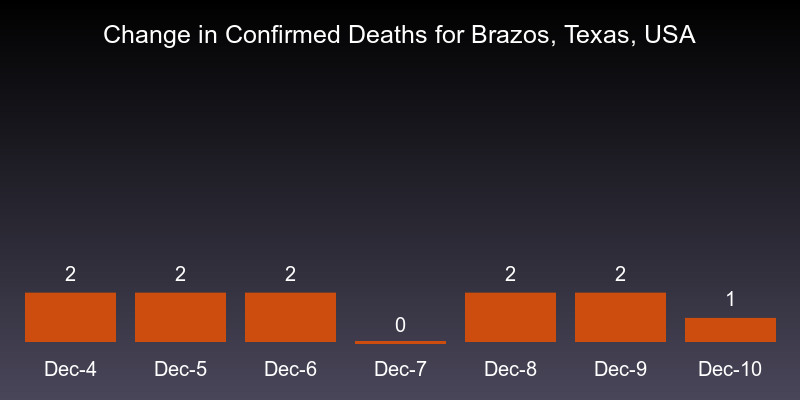 Change in Confirmed Deaths for Brazos, Texas, USA
2 2 2 0 2 2 1
Dec-4 Dec-5 Dec-6 Dec-7 Dec-8 Dec-9 Dec-10